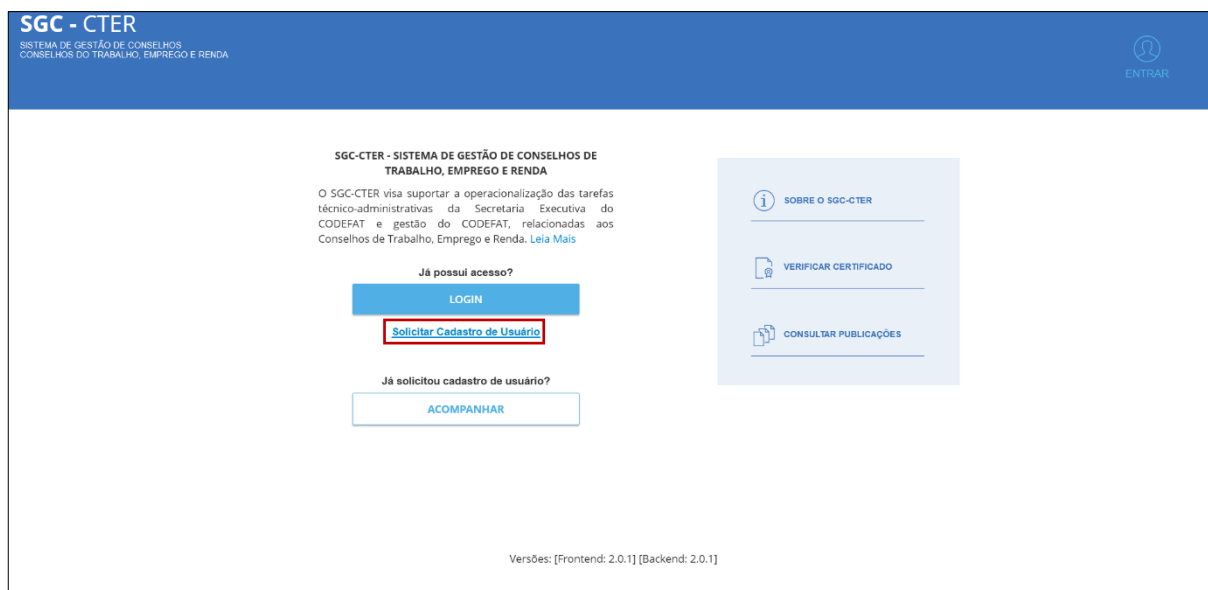 SGC - CTER
SISTEMA DE GESTÃO DE CONSELHOS
CONSELHOS DO TRABALHO, EMPREGO E RENDA
ENTRAR
SGC-CTER - SISTEMA DE GESTÃO DE CONSELHOS DE
TRABALHO, EMPREGO E RENDA
O SGC-CTER visa suportar a operacionalização das tarefas
técnico-administrativas da Secretaria Executiva do
CODEFAT e gestão do CODEFAT, relacionadas aos
Conselhos de Trabalho, Emprego e Renda. Leia Mais
Já possui acesso?
LOGIN
Solicitar Cadastro de Usuário
Já solicitou cadastro de usuário?
ACOMPANHAR
SOBRE O SGC-CTER
VERIFICAR CERTIFICADO
CONSULTAR PUBLICAÇÕES
Versões: [Frontend: 2.0.1] [Backend: 2.0.1]